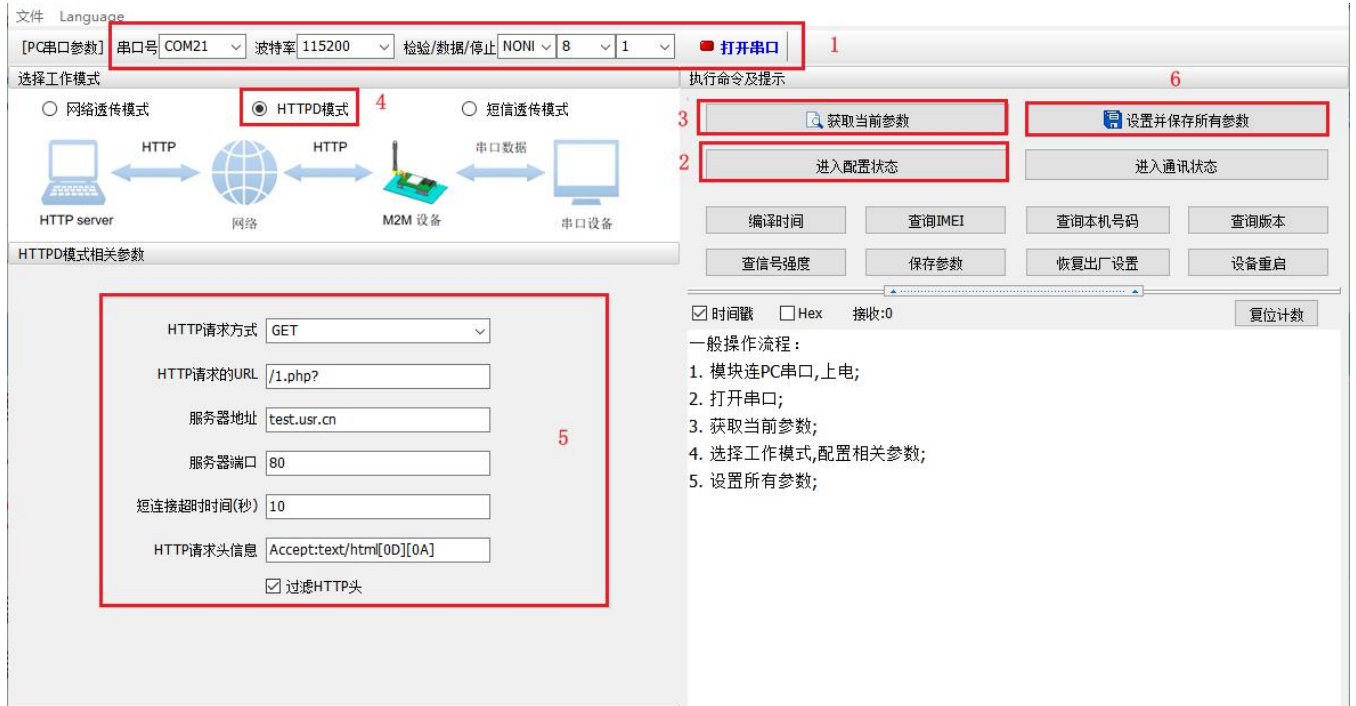 文件 Language
[PC串口参数] 串口号 COM21 波特率 115200 检验/数据/停止 NONI 8 1 打开串口 1
选择工作模式
网络透传模式 HTTPD模式 4 短信透传模式
HTTP HTTP 串口数据
HTTP server 网络 M2M 设备 串口设备
HTTPD模式相关参数
HTTP请求方式 GET
HTTP请求的URL /1.php?
服务器地址 test.usr.cn
5
服务器端口 80
短连接超时时间(秒) 10
HTTP请求头信息 Accept:text/html[0D][0A]
过滤HTTP头
执行命令及提示 6
3 获取当前参数 设置并保存所有参数
2 进入配置状态 进入通讯状态
编译时间 查询IMEI 查询本机号码 查询版本
查信号强度 保存参数 恢复出厂设置 设备重启
时间戳 Hex 接收:0 复位计数
一般操作流程：
1. 模块连PC串口,上电;
2. 打开串口;
3. 获取当前参数;
4. 选择工作模式,配置相关参数;
5. 设置所有参数;